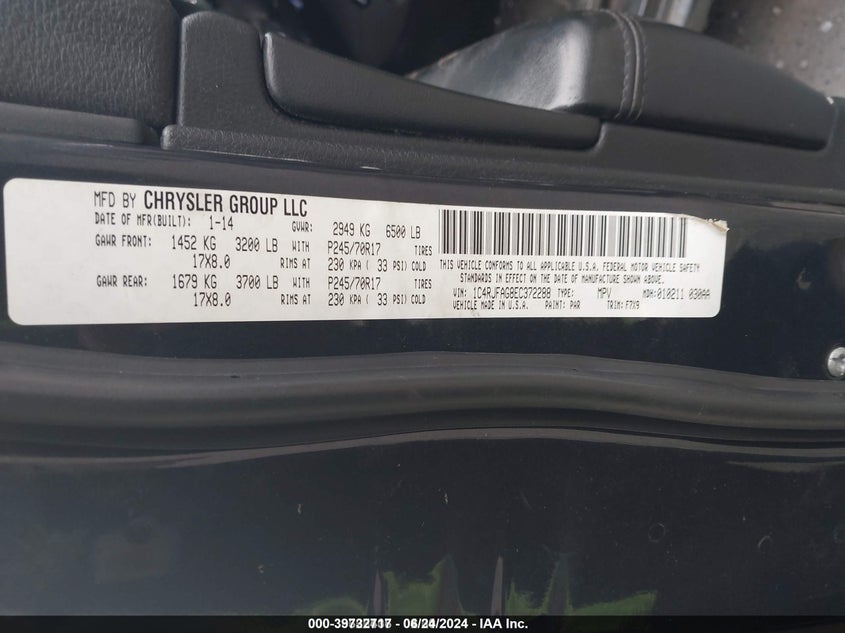 MFD BY CHRYSLER GROUP LLC
DATE OF MFR(BUILT): 1-14 GVWR: 2949 KG 6500 LB
GAWR FRONT: 1452 KG 3200 LB WITH P245/70R17 TIRES
17X8.0 RIMS AT 230 KPA ( 33 PSI) COLD
GAWR REAR: 1679 KG 3700 LB WITH P245/70R17 TIRES
17X8.0 RIMS AT 230 KPA ( 33 PSI) COLD
THIS VEHICLE CONFORMS TO ALL APPLICABLE U.S.A. FEDERAL MOTOR VEHICLE SAFETY
STANDARDS IN EFFECT ON THE DATE OF MANUFACTURE SHOWN ABOVE.
VIN: 1C4RJFAG8EC372288 TYPE: MPV MDH: 010211 030AA
VEHICLE MADE IN U.S.A. PAINT: PAR TRIM: F7X9
06/24/2024 - IAA Inc.